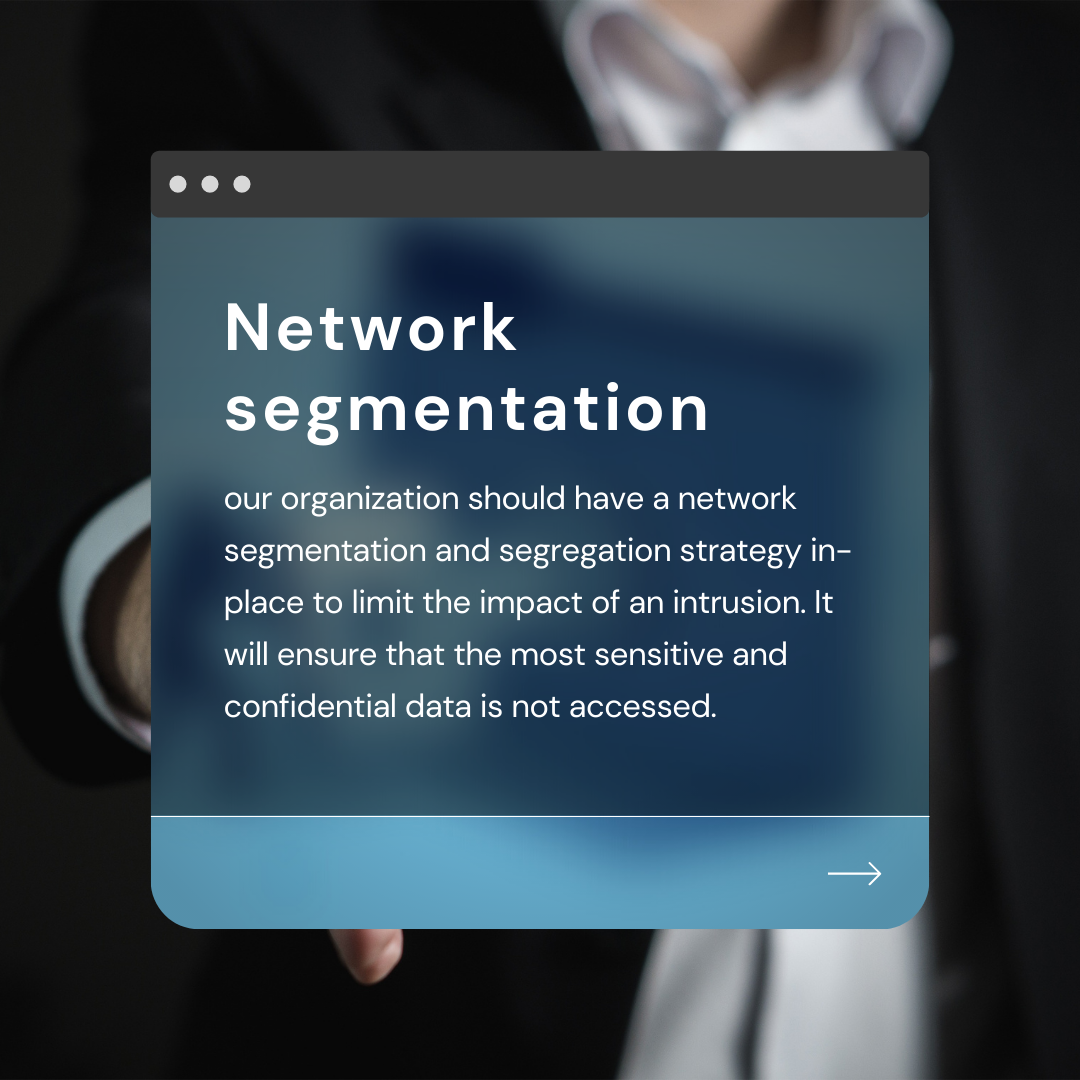 Network
segmentation
our organization should have a network
segmentation and segregation strategy in-
place to limit the impact of an intrusion. It
will ensure that the most sensitive and
confidential data is not accessed.